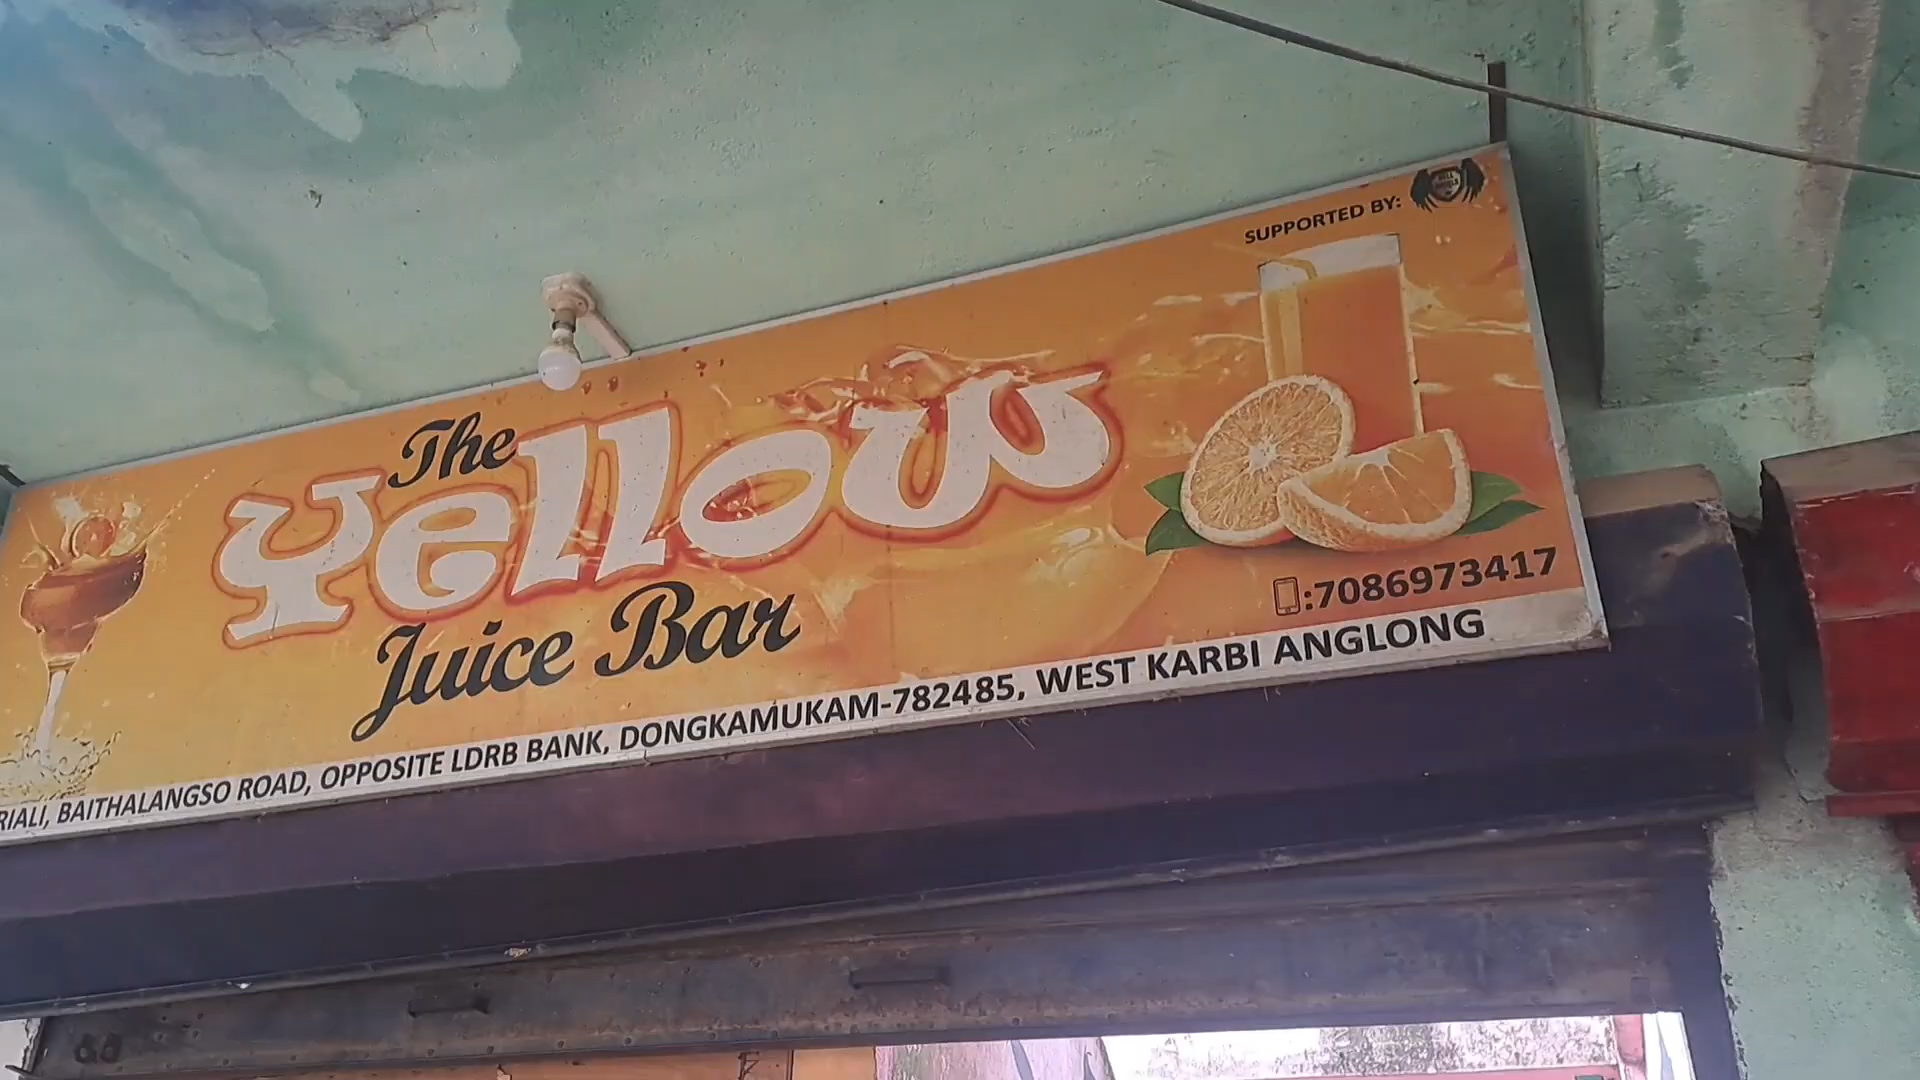 SUPPORTED BY:
The
Yellow
Juice Bar
:7086973417
RIALI, BAITHALANGSO ROAD, OPPOSITE LDRB BANK, DONGKAMUKAM-782485, WEST KARBI ANGLONG